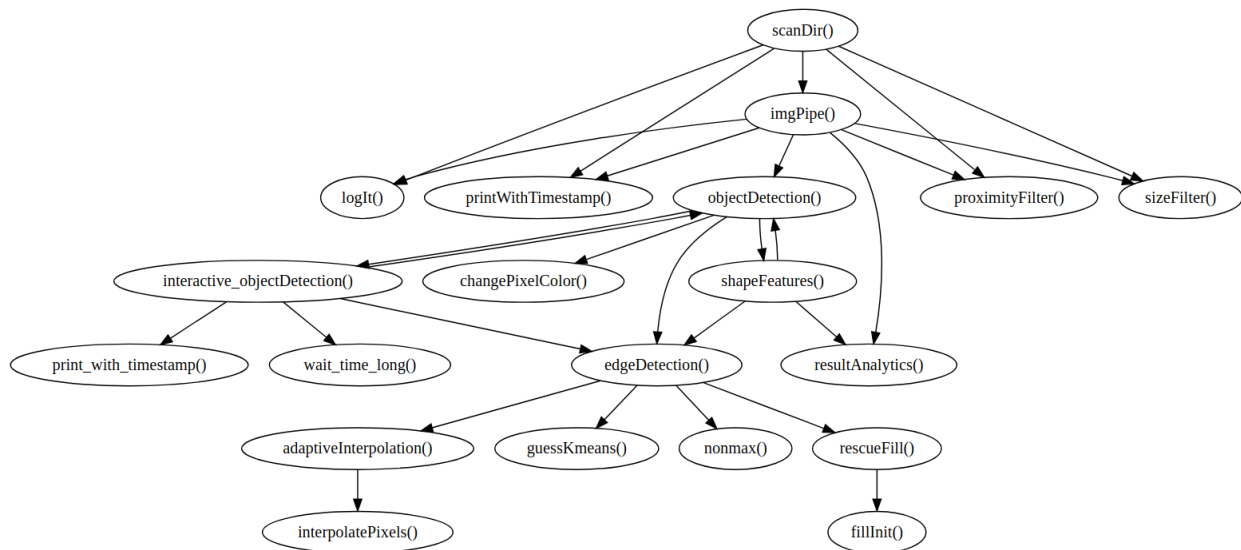 scanDir()
imgPipe()
logIt()
printWithTimestamp()
objectDetection()
proximityFilter()
sizeFilter()
interactive_objectDetection()
changePixelColor()
shapeFeatures()
print_with_timestamp()
wait_time_long()
edgeDetection()
resultAnalytics()
adaptiveInterpolation()
guessKmeans()
nonmax()
rescueFill()
interpolatePixels()
fillInit()